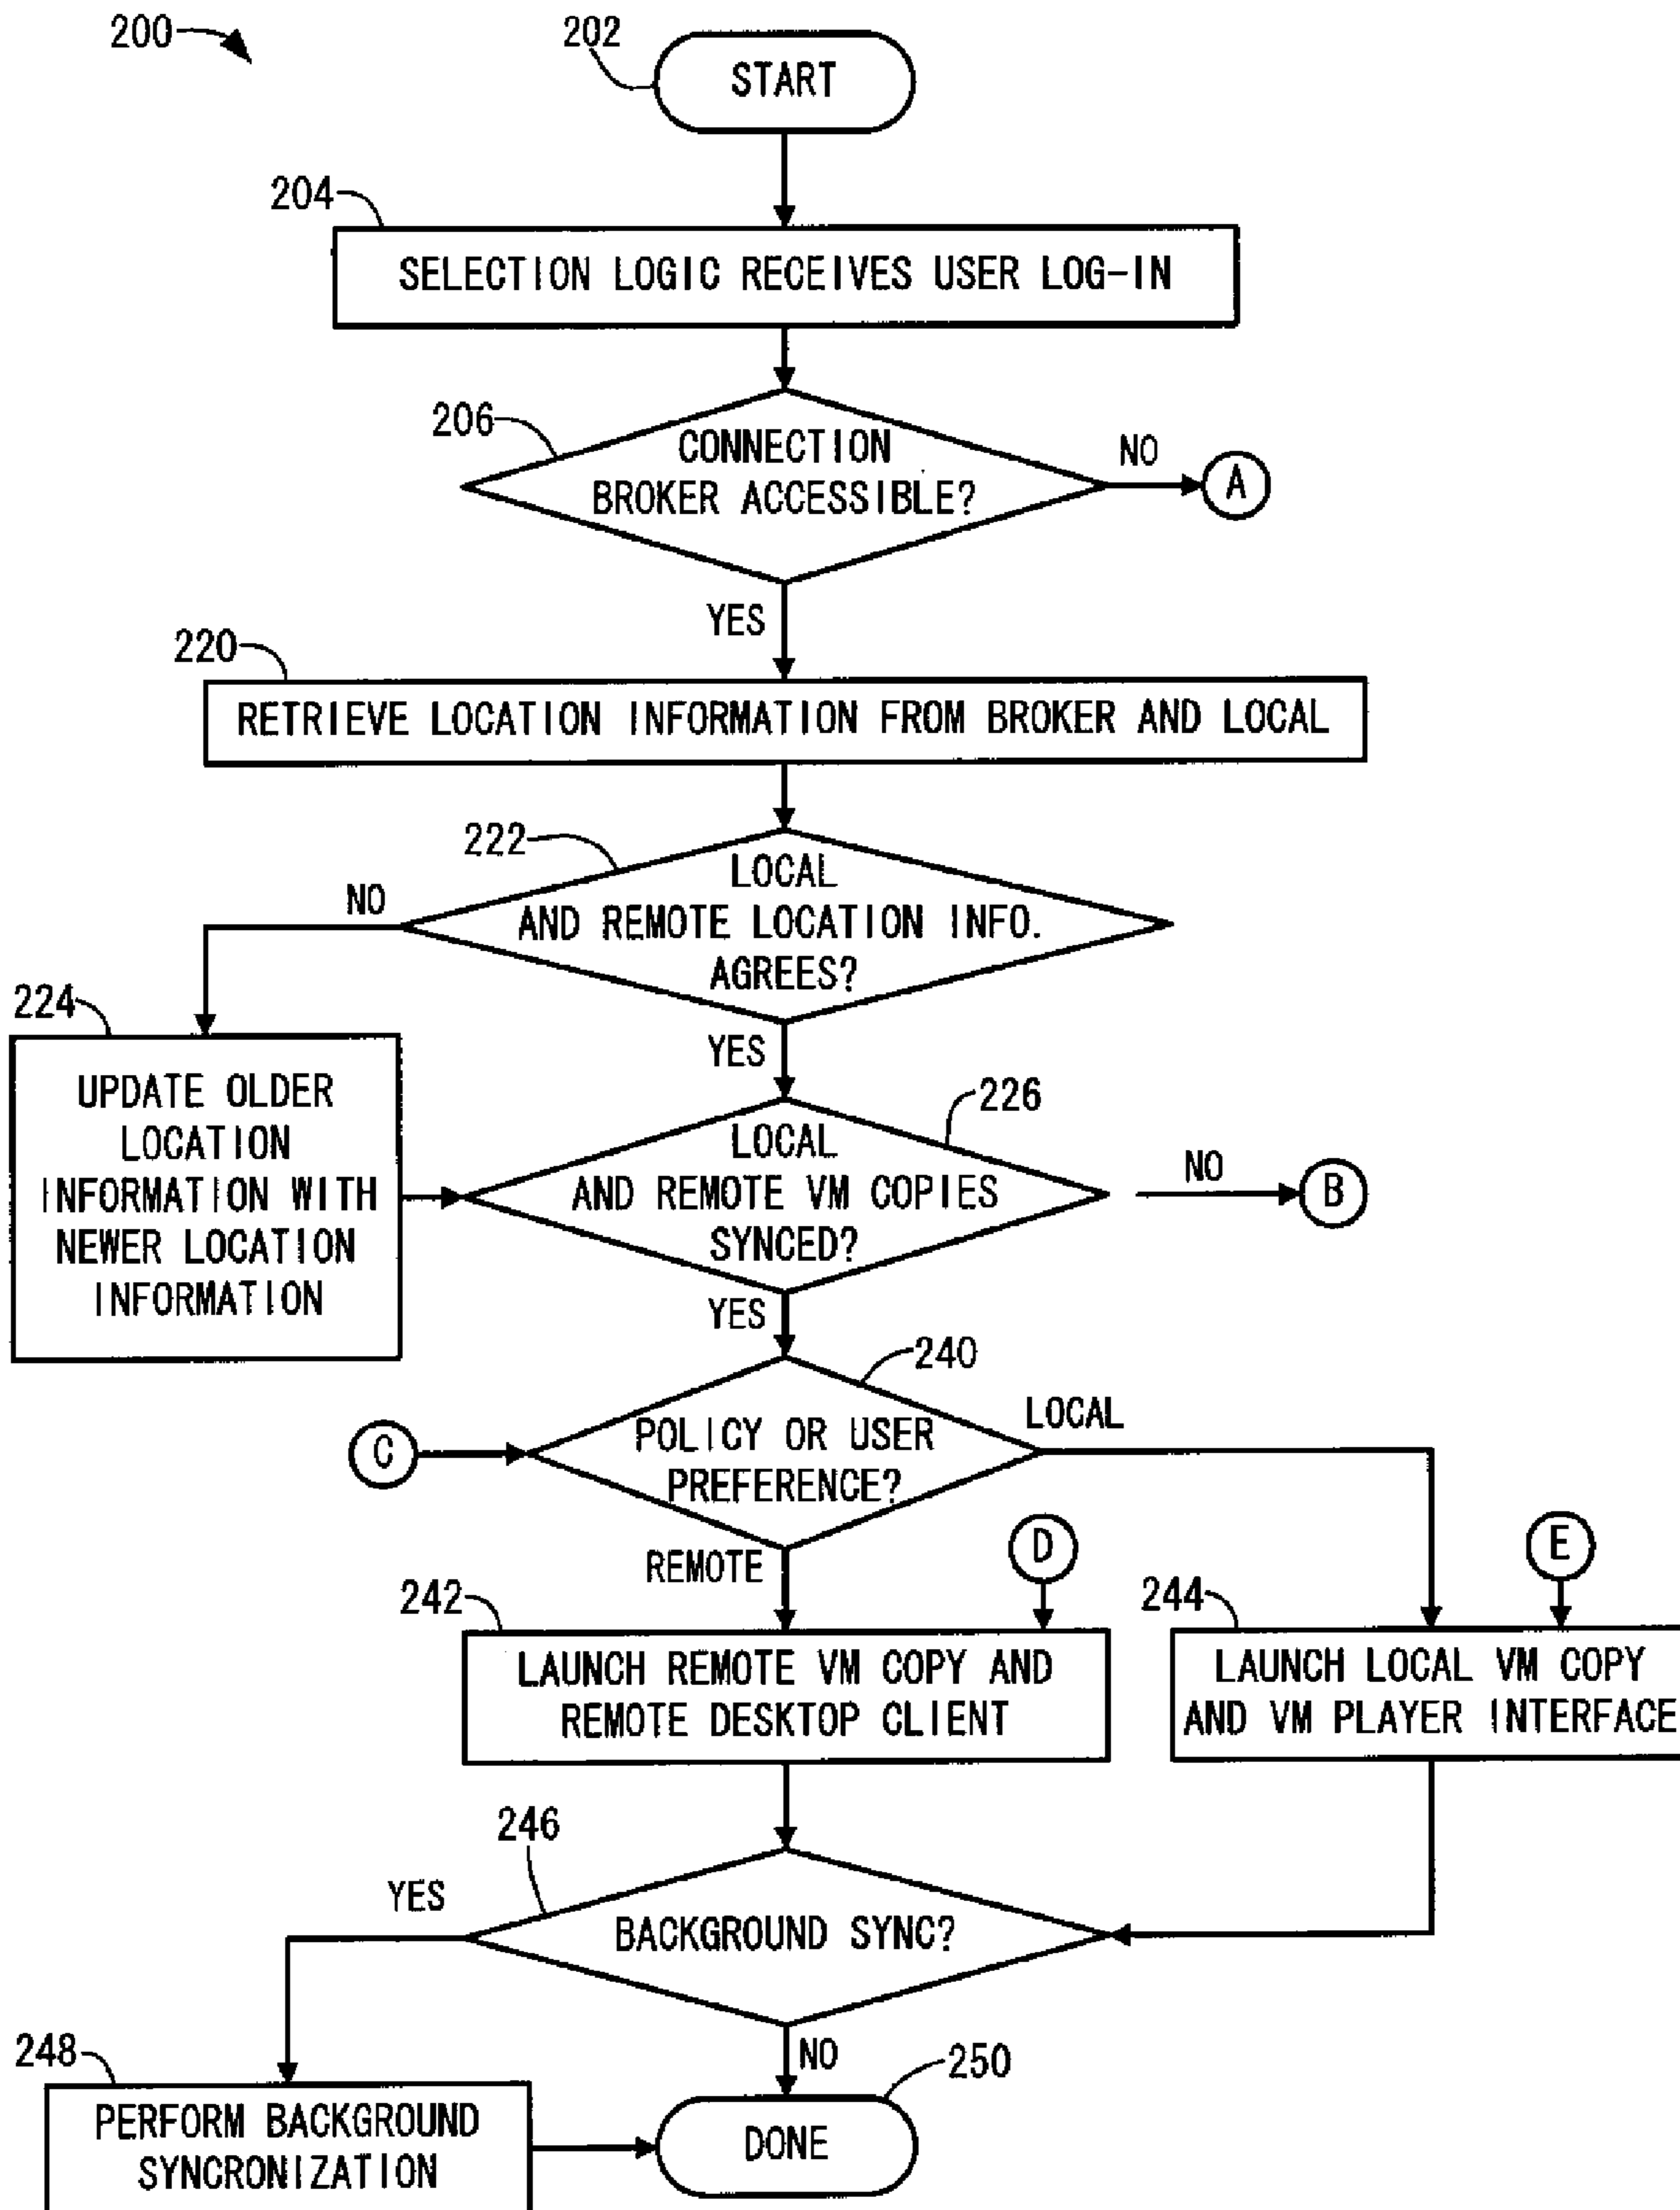 200
202
START
204
SELECTION LOGIC RECEIVES USER LOG-IN
206
CONNECTION
BROKER ACCESSIBLE?
NO
A
YES
220
RETRIEVE LOCATION INFORMATION FROM BROKER AND LOCAL
222
LOCAL
AND REMOTE LOCATION INFO.
AGREES?
NO
YES
224
UPDATE OLDER
LOCATION
INFORMATION WITH
NEWER LOCATION
INFORMATION
226
LOCAL
AND REMOTE VM COPIES
SYNCED?
NO
B
YES
240
C
POLICY OR USER
PREFERENCE?
LOCAL
REMOTE
D
E
242
LAUNCH REMOTE VM COPY AND
REMOTE DESKTOP CLIENT
244
LAUNCH LOCAL VM COPY
AND VM PLAYER INTERFACE
246
BACKGROUND SYNC?
YES
NO
248
PERFORM BACKGROUND
SYNCRONIZATION
250
DONE